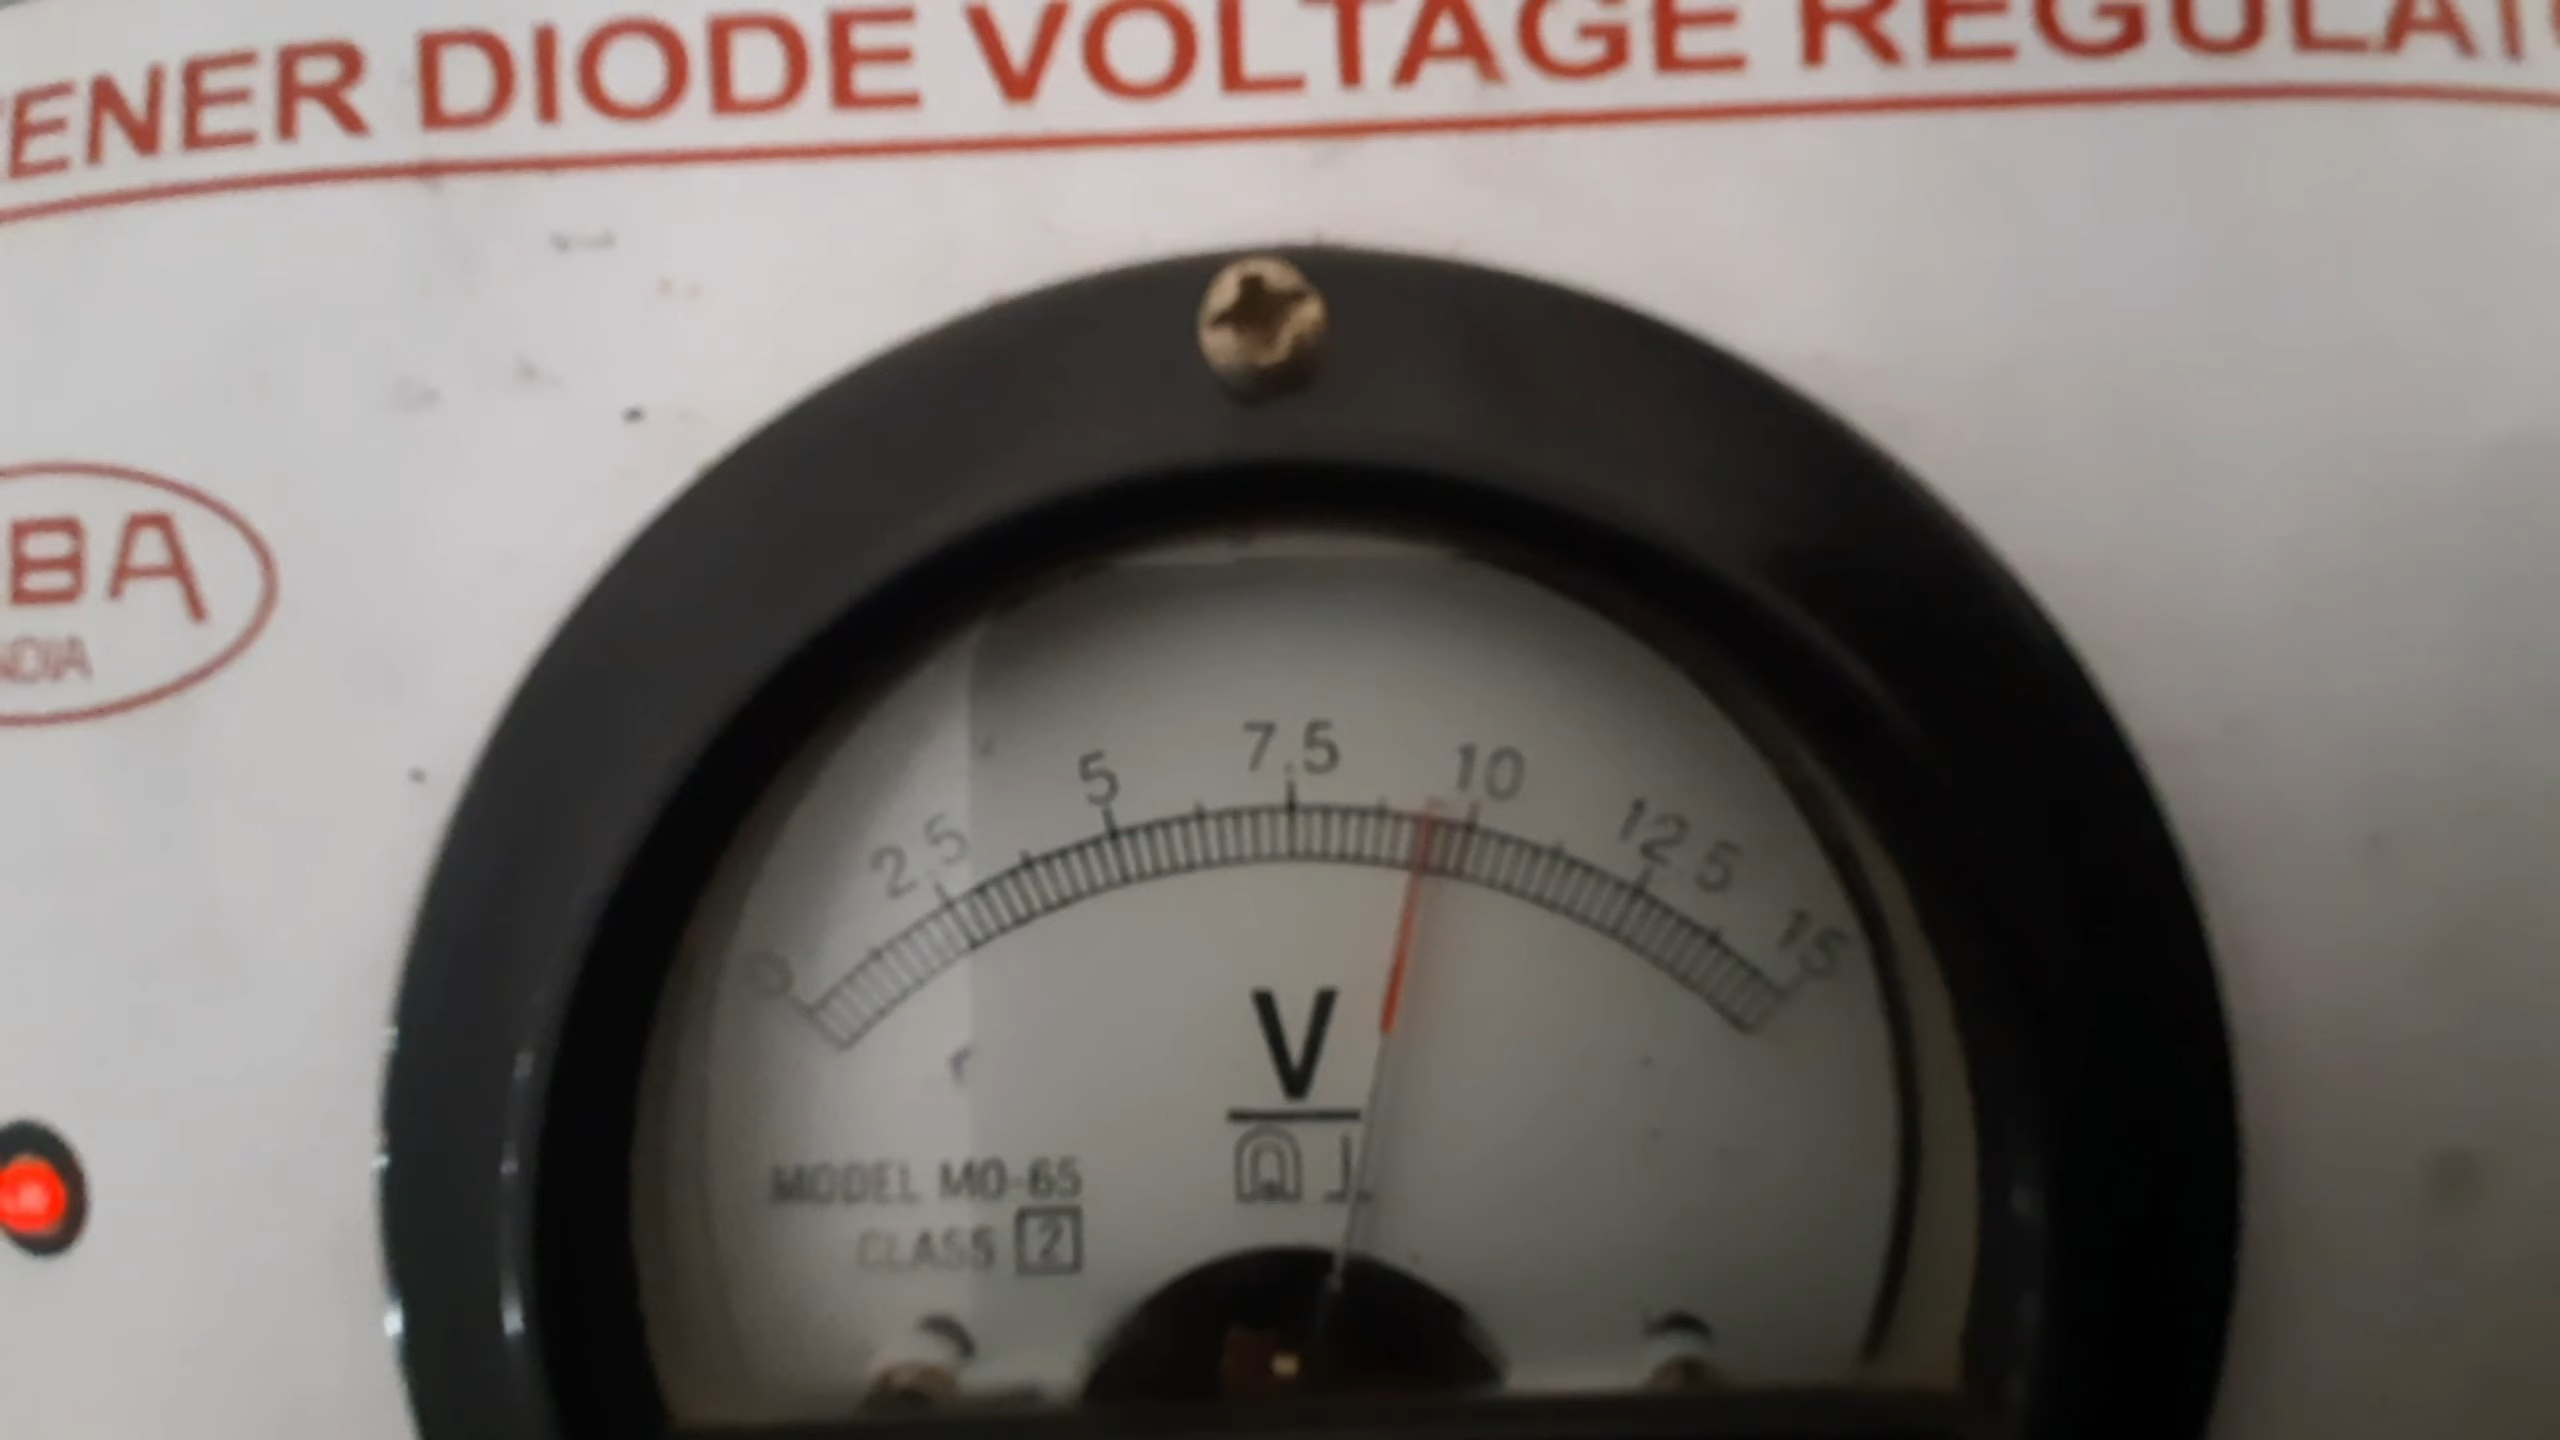 ENER DIODE VOLTAGE REGULAT
BA
NDIA
0 2.5 5 7.5 10 12.5 15
V
MODEL MO-65
CLASS 2